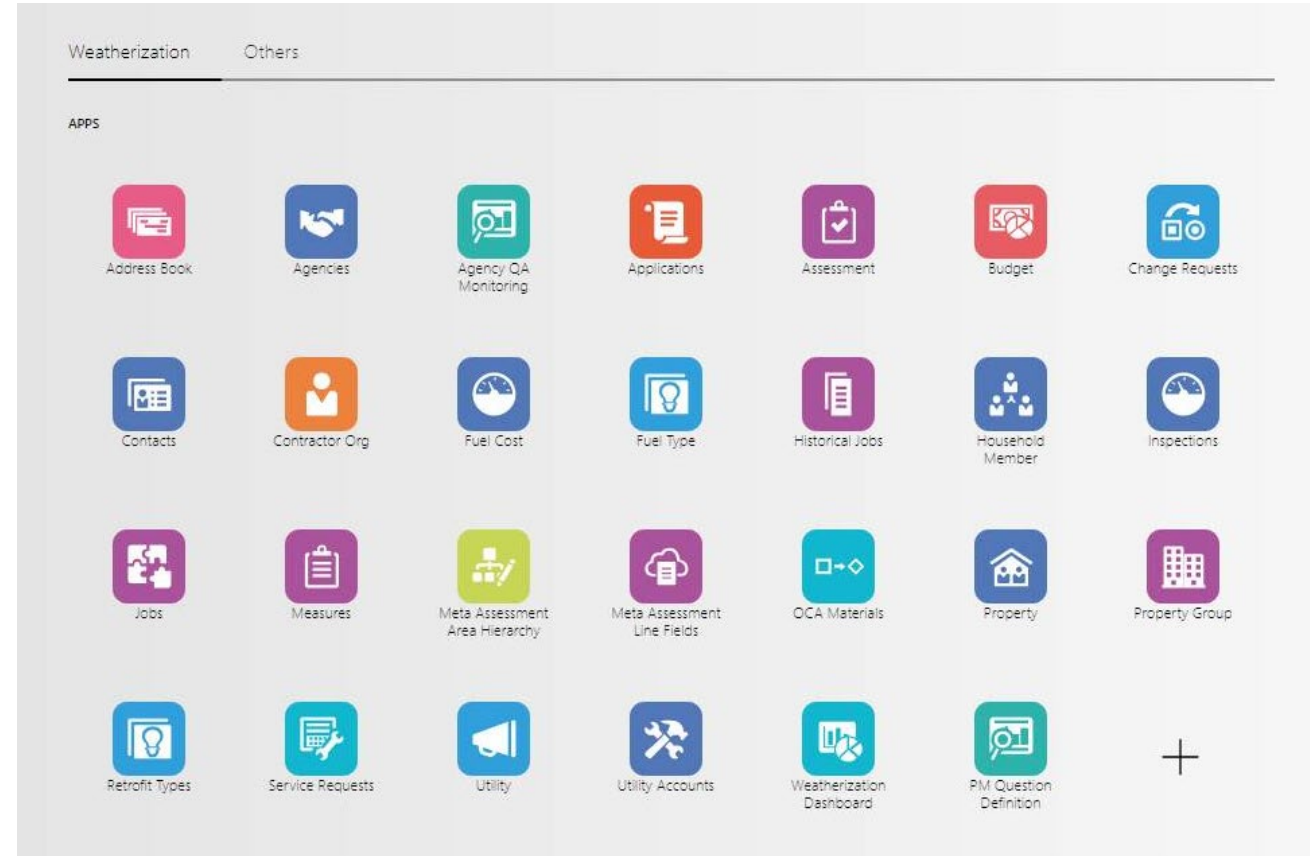 Weatherization Others
APPS
Address Book Agencies Agency QA Applications Assessment Budget Change Requests
Monitoring
Contacts Contractor Org Fuel Cost Fuel Type Historical Jobs Household Inspections
Member
Jobs Measures Meta Assessment Meta Assessment OCA Materials Property Property Group
Area Hierarchy Line Fields
Retrofit Types Service Requests Utility Utility Accounts Weatherization PM Question
Dashboard Definition